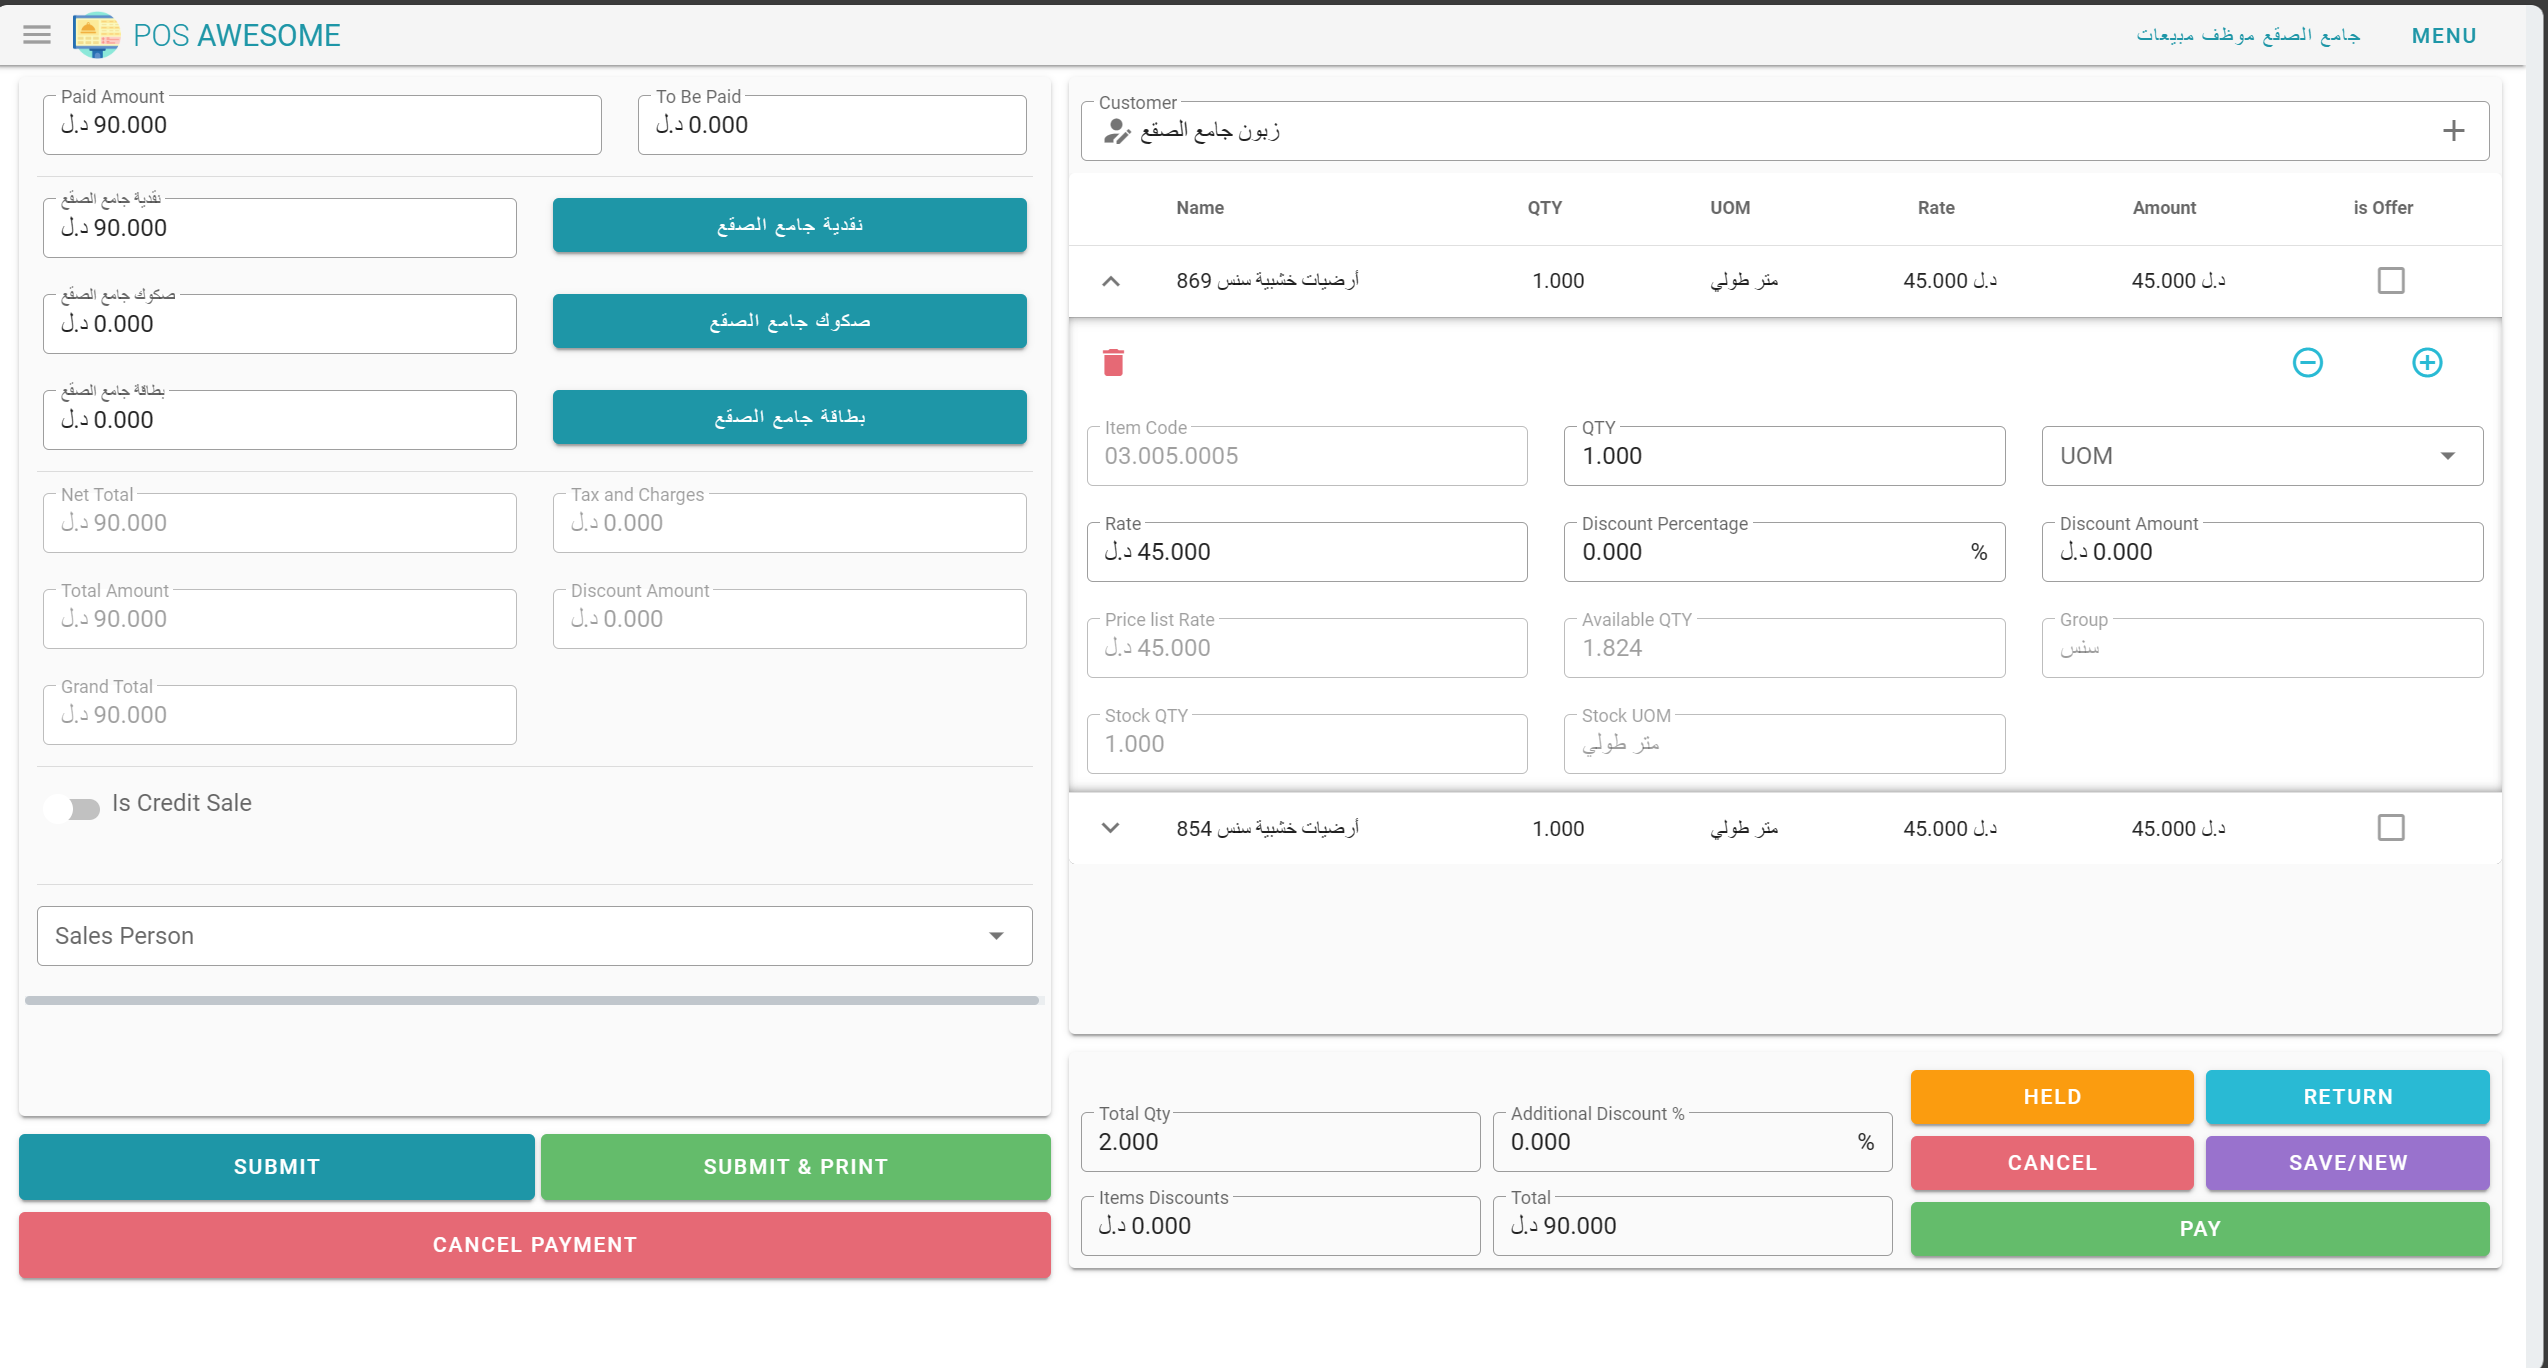 POS AWESOME
جامع الصقع موظف مبيعات
MENU
Paid Amount
د.ل 90.000
To Be Paid
د.ل 0.000
نقدية جامع الصقع
د.ل 90.000
نقدية جامع الصقع
صكوك جامع الصقع
د.ل 0.000
صكوك جامع الصقع
بطاقة جامع الصقع
د.ل 0.000
بطاقة جامع الصقع
Net Total
د.ل 90.000
Tax and Charges
د.ل 0.000
Total Amount
د.ل 90.000
Discount Amount
د.ل 0.000
Grand Total
د.ل 90.000
Is Credit Sale
Sales Person
SUBMIT
SUBMIT & PRINT
CANCEL PAYMENT
Customer
زبون جامع الصقع
Name QTY UOM Rate Amount is Offer
أرضيات خشبية سنس 869 1.000 متر طولي 45.000 د.ل 45.000 د.ل
Item Code
03.005.0005
QTY
1.000
UOM
Rate
د.ل 45.000
Discount Percentage
0.000 %
Discount Amount
د.ل 0.000
Price list Rate
د.ل 45.000
Available QTY
1.824
Group
سنس
Stock QTY
1.000
Stock UOM
متر طولي
أرضيات خشبية سنس 854 1.000 متر طولي 45.000 د.ل 45.000 د.ل
Total Qty
2.000
Additional Discount %
0.000 %
Items Discounts
د.ل 0.000
Total
د.ل 90.000
HELD
RETURN
CANCEL
SAVE/NEW
PAY